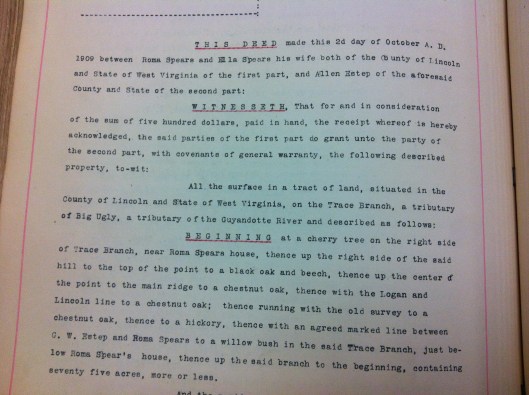 THIS DEED made this 2d day of October A. D.
1909 between Roma Spears and Ella Spears his wife both of the County of Lincoln
and State of West Virginia of the first part, and Allen Estep of the aforesaid
County and State of the second part:
WITNESSETH, That for and in consideration
of the sum of five hundred dollars, paid in hand, the receipt whereof is hereby
acknowledged, the said parties of the first part do grant unto the party of
the second part, with covenants of general warranty, the following described
property, to-wit:
All the surface in a tract of land, situated in the
County of Lincoln and State of West Virginia, on the Trace Branch, a tributary
of Big Ugly, a tributary of the Guyandotte River and described as follows:
BEGINNING at a cherry tree on the right side
of Trace Branch, near Roma Spears house, thence up the right side of the said
hill to the top of the point to a black oak and beech, thence up the center of
the point to the main ridge to a chestnut oak, thence with the Logan and
Lincoln line to a chestnut oak; thence running with the old survey to a
chestnut oak, thence to a hickory, thence with an agreed marked line between
C. W. Estep and Roma Spears to a willow bush in the said Trace Branch, just be-
low Roma Spear's house, thence up the said branch to the beginning, containing
seventy five acres, more or less.
And the